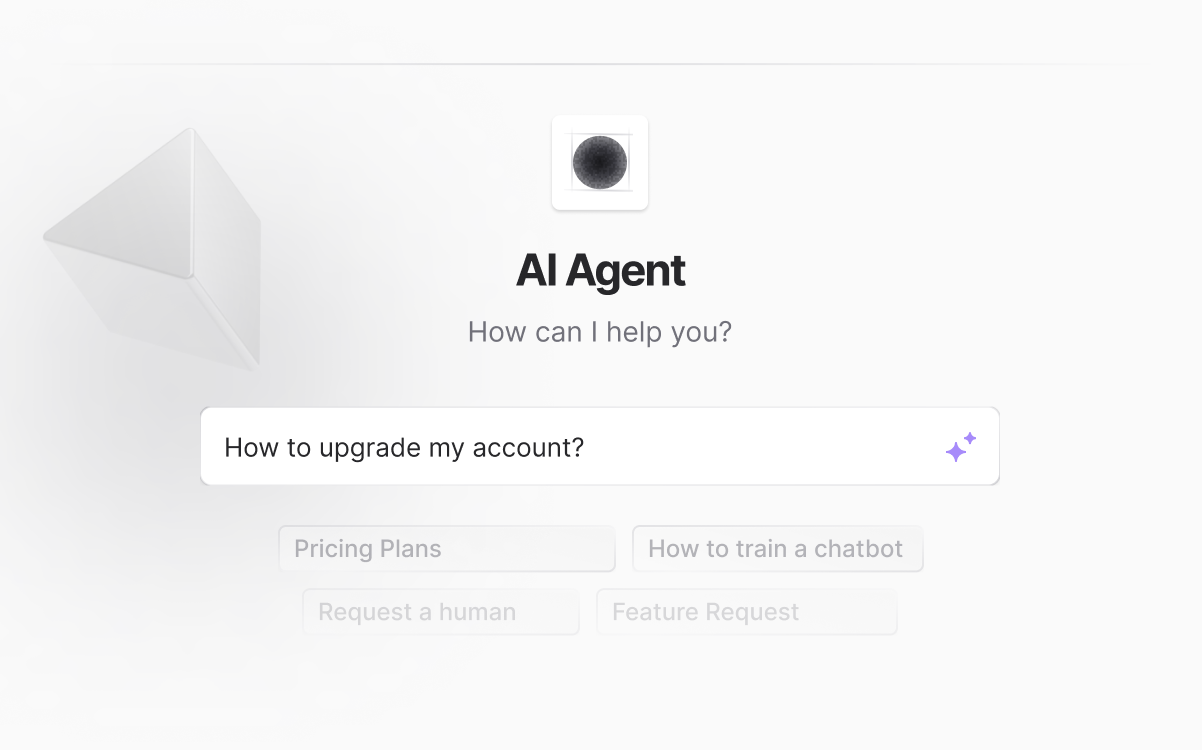 AI Agent
How can I help you?
How to upgrade my account?
Pricing Plans
How to train a chatbot
Request a human
Feature Request